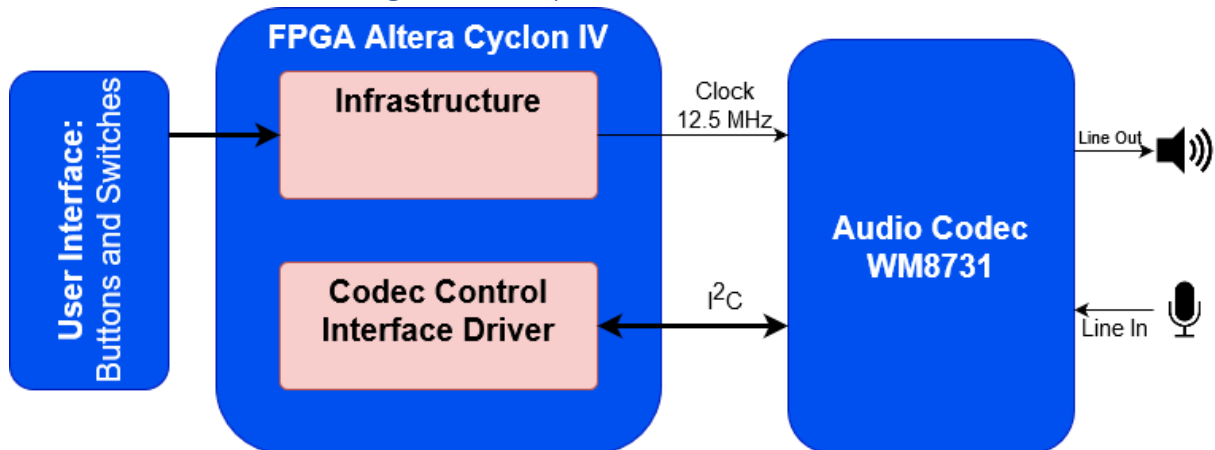 FPGA Altera Cyclon IV
User Interface:
Buttons and Switches
Infrastructure
Clock
12.5 MHz
Line Out
Audio Codec
WM8731
Codec Control
Interface Driver
I²C
Line In